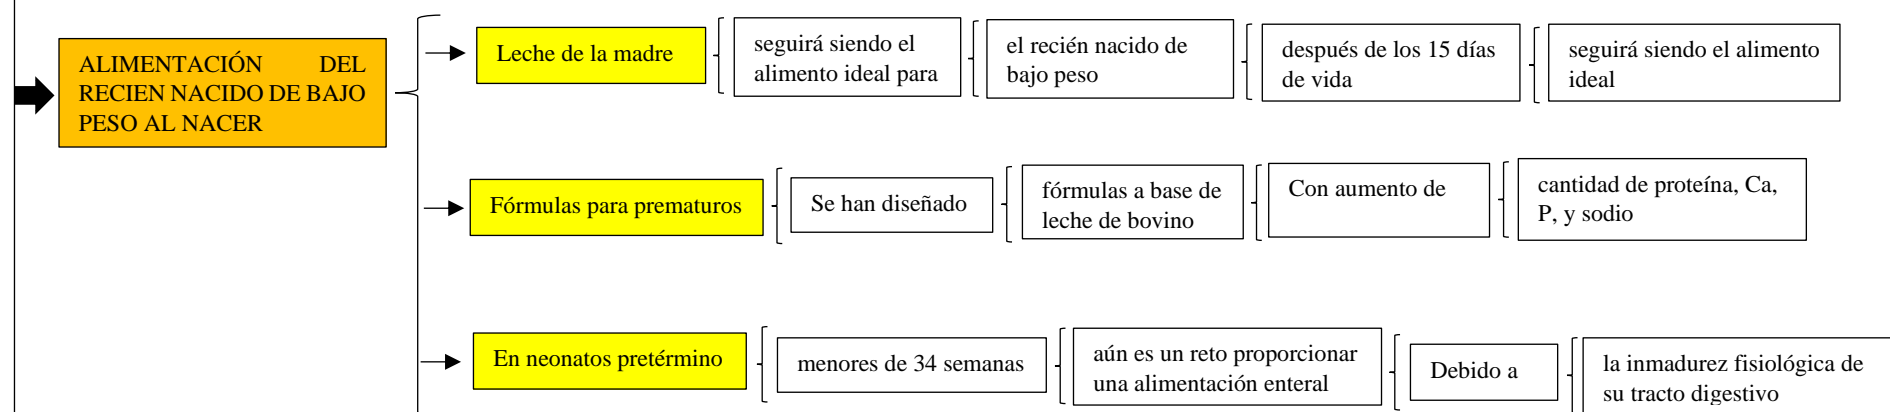 ALIMENTACIÓN DEL
RECIEN NACIDO DE BAJO
PESO AL NACER
Leche de la madre
seguirá siendo el
alimento ideal para
el recién nacido de
bajo peso
después de los 15 días
de vida
seguirá siendo el alimento
ideal
Fórmulas para prematuros
Se han diseñado
fórmulas a base de
leche de bovino
Con aumento de
cantidad de proteína, Ca,
P, y sodio
En neonatos pretérmino
menores de 34 semanas
aún es un reto proporcionar
una alimentación enteral
Debido a
la inmadurez fisiológica de
su tracto digestivo